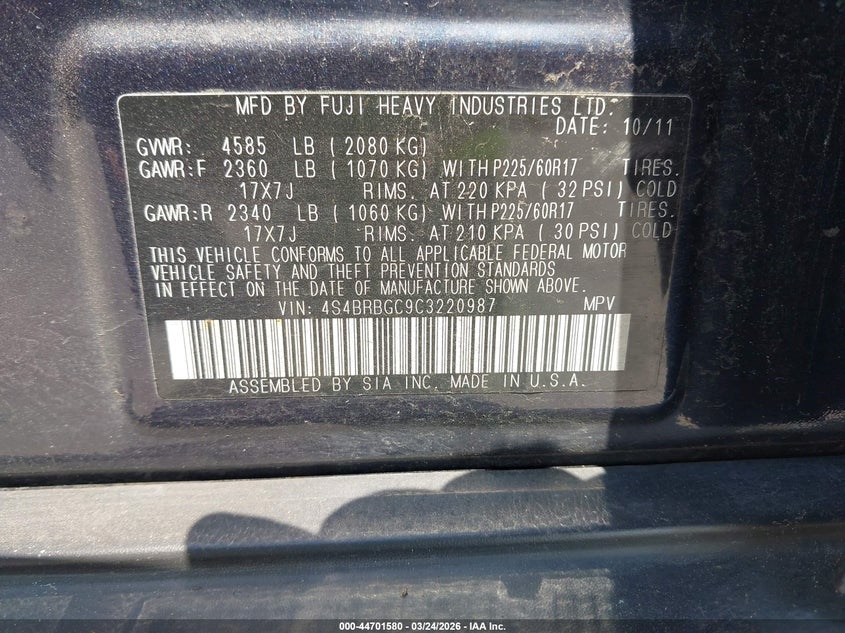 MFD BY FUJI HEAVY INDUSTRIES LTD.
DATE: 10/11
GVWR: 4585 LB ( 2080 KG)
GAWR:F 2360 LB ( 1070 KG) WITH P225/60R17 TIRES.
17X7J RIMS. AT 220 KPA ( 32 PSI) COLD
GAWR:R 2340 LB ( 1060 KG) WITH P225/60R17 TIRES.
17X7J RIMS. AT 210 KPA ( 30 PSI) COLD
THIS VEHICLE CONFORMS TO ALL APPLICABLE FEDERAL MOTOR
VEHICLE SAFETY AND THEFT PREVENTION STANDARDS
IN EFFECT ON THE DATE OF MANUFACTURE SHOWN ABOVE.
VIN: 4S4BRBGC9C3220987 MPV
ASSEMBLED BY SIA INC. MADE IN U.S.A.
000-44701580 — 03/24/2026 — IAA Inc.